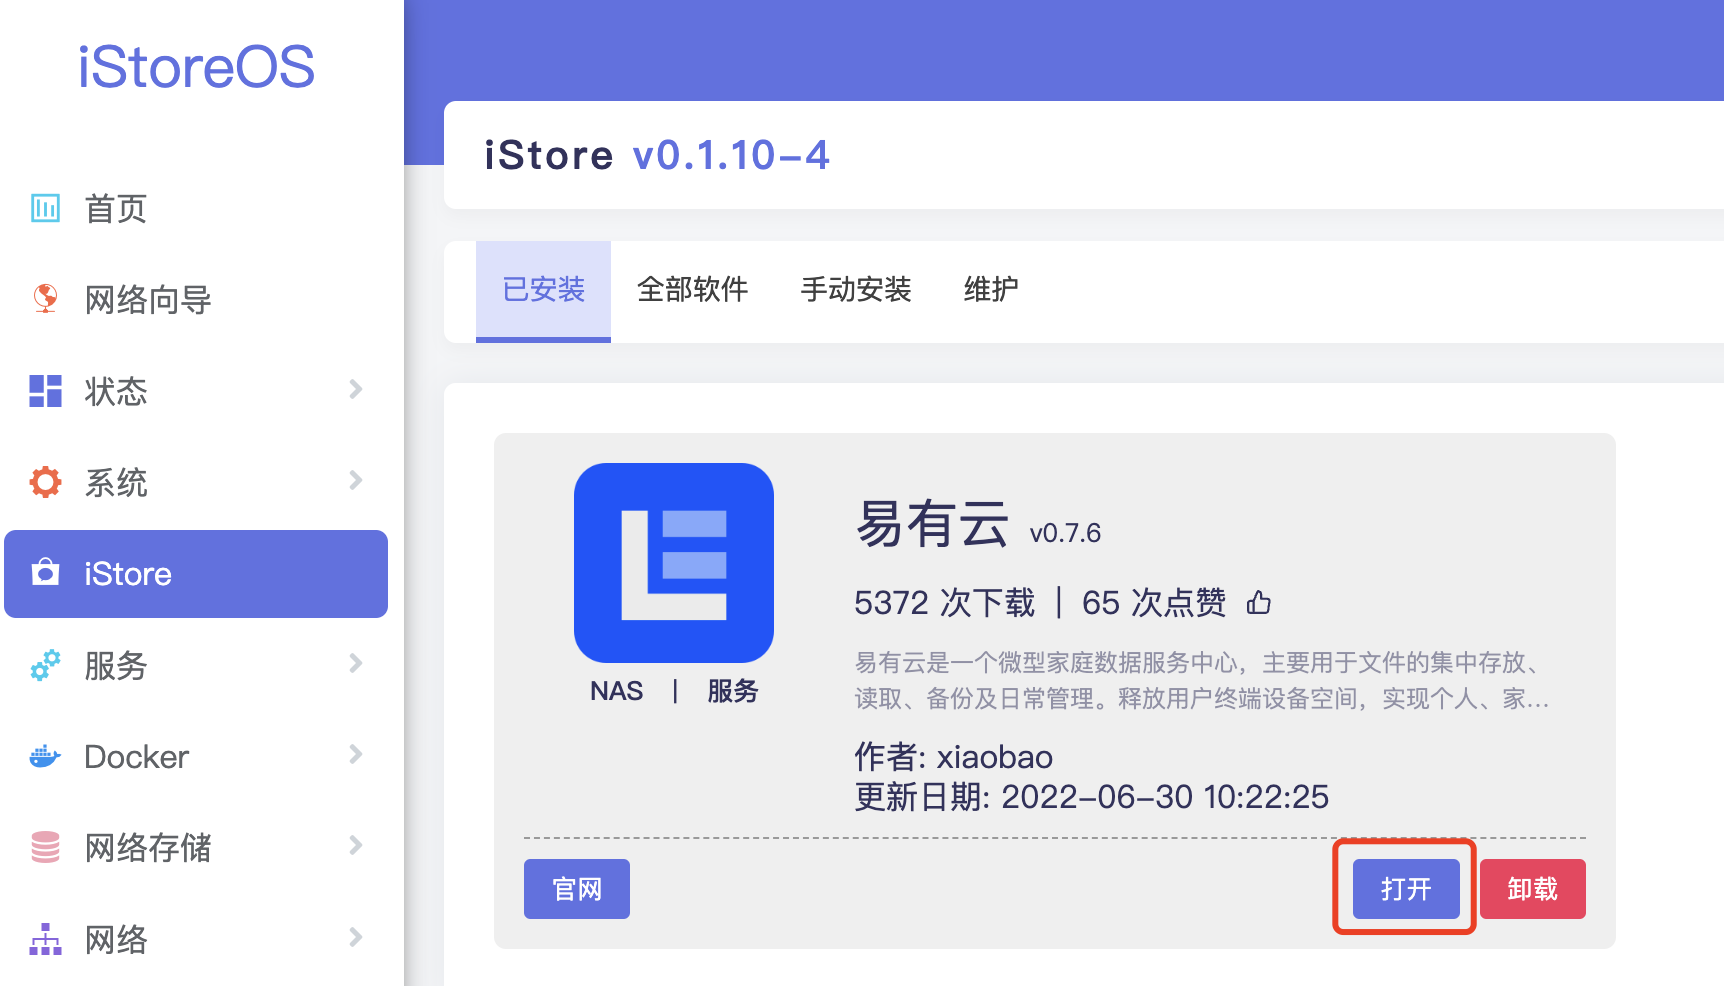 iStoreOS
首页
网络向导
状态
系统
iStore
服务
Docker
网络存储
网络
iStore v0.1.10-4
已安装 全部软件 手动安装 维护
易有云 v0.7.6
5372 次下载 | 65 次点赞
易有云是一个微型家庭数据服务中心，主要用于文件的集中存放、
读取、备份及日常管理。释放用户终端设备空间，实现个人、家...
NAS | 服务
作者: xiaobao
更新日期: 2022-06-30 10:22:25
官网 打开 卸载